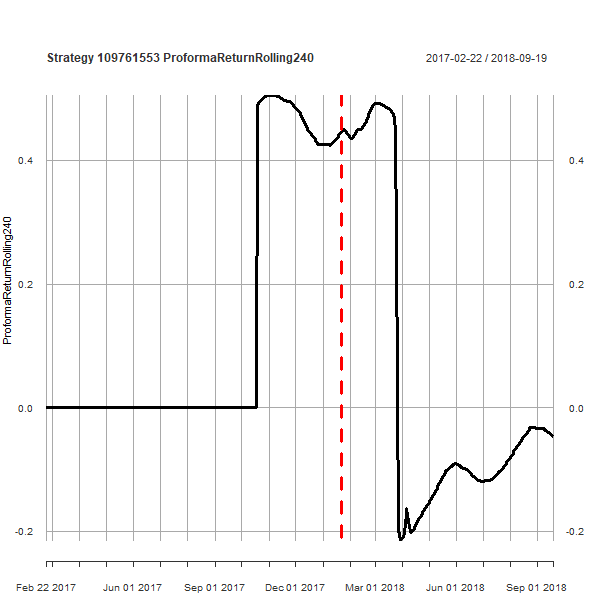 Strategy 109761553 ProformaReturnRolling240
2017-02-22 / 2018-09-19
ProformaReturnRolling240
0.4
0.2
0.0
-0.2
0.4
0.2
0.0
-0.2
Feb 22 2017
Jun 01 2017
Sep 01 2017
Dec 01 2017
Mar 01 2018
Jun 01 2018
Sep 01 2018